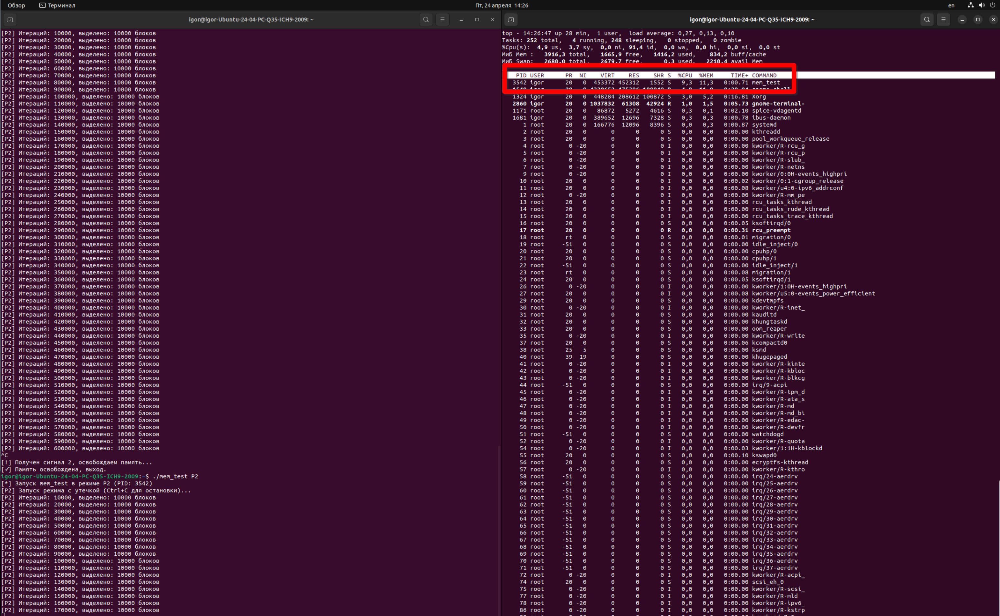 Обзор
Терминал
Пт, 24 апреля 14:26
en
igor@igor-Ubuntu-24-04-PC-Q35-ICH9-2009: ~
[P2] Итераций: 10000, выделено: 10000 блоков
[P2] Итераций: 20000, выделено: 10000 блоков
[P2] Итераций: 30000, выделено: 10000 блоков
[P2] Итераций: 40000, выделено: 10000 блоков
[P2] Итераций: 50000, выделено: 10000 блоков
[P2] Итераций: 60000, выделено: 10000 блоков
[P2] Итераций: 70000, выделено: 10000 блоков
[P2] Итераций: 80000, выделено: 10000 блоков
[P2] Итераций: 90000, выделено: 10000 блоков
[P2] Итераций: 100000, выделено: 10000 блоков
[P2] Итераций: 110000, выделено: 10000 блоков
[P2] Итераций: 120000, выделено: 10000 блоков
[P2] Итераций: 130000, выделено: 10000 блоков
[P2] Итераций: 140000, выделено: 10000 блоков
[P2] Итераций: 150000, выделено: 10000 блоков
[P2] Итераций: 160000, выделено: 10000 блоков
[P2] Итераций: 170000, выделено: 10000 блоков
[P2] Итераций: 180000, выделено: 10000 блоков
[P2] Итераций: 190000, выделено: 10000 блоков
[P2] Итераций: 200000, выделено: 10000 блоков
[P2] Итераций: 210000, выделено: 10000 блоков
[P2] Итераций: 220000, выделено: 10000 блоков
[P2] Итераций: 230000, выделено: 10000 блоков
[P2] Итераций: 240000, выделено: 10000 блоков
[P2] Итераций: 250000, выделено: 10000 блоков
[P2] Итераций: 260000, выделено: 10000 блоков
[P2] Итераций: 270000, выделено: 10000 блоков
[P2] Итераций: 280000, выделено: 10000 блоков
[P2] Итераций: 290000, выделено: 10000 блоков
[P2] Итераций: 300000, выделено: 10000 блоков
[P2] Итераций: 310000, выделено: 10000 блоков
[P2] Итераций: 320000, выделено: 10000 блоков
[P2] Итераций: 330000, выделено: 10000 блоков
[P2] Итераций: 340000, выделено: 10000 блоков
[P2] Итераций: 350000, выделено: 10000 блоков
[P2] Итераций: 360000, выделено: 10000 блоков
[P2] Итераций: 370000, выделено: 10000 блоков
[P2] Итераций: 380000, выделено: 10000 блоков
[P2] Итераций: 390000, выделено: 10000 блоков
[P2] Итераций: 400000, выделено: 10000 блоков
[P2] Итераций: 410000, выделено: 10000 блоков
[P2] Итераций: 420000, выделено: 10000 блоков
[P2] Итераций: 430000, выделено: 10000 блоков
[P2] Итераций: 440000, выделено: 10000 блоков
[P2] Итераций: 450000, выделено: 10000 блоков
[P2] Итераций: 460000, выделено: 10000 блоков
[P2] Итераций: 470000, выделено: 10000 блоков
[P2] Итераций: 480000, выделено: 10000 блоков
[P2] Итераций: 490000, выделено: 10000 блоков
[P2] Итераций: 500000, выделено: 10000 блоков
[P2] Итераций: 510000, выделено: 10000 блоков
[P2] Итераций: 520000, выделено: 10000 блоков
[P2] Итераций: 530000, выделено: 10000 блоков
[P2] Итераций: 540000, выделено: 10000 блоков
[P2] Итераций: 550000, выделено: 10000 блоков
[P2] Итераций: 560000, выделено: 10000 блоков
[P2] Итераций: 570000, выделено: 10000 блоков
[P2] Итераций: 580000, выделено: 10000 блоков
[P2] Итераций: 590000, выделено: 10000 блоков
[P2] Итераций: 600000, выделено: 10000 блоков
^C
[!] Получен сигнал 2, освобождаем память...
[✓] Память освобождена, выход.
igor@igor-Ubuntu-24-04-PC-Q35-ICH9-2009:~$ ./mem_test P2
[*] Запуск mem_test в режиме P2 (PID: 3542)
[P2] Запуск режима с утечкой (Ctrl+C для остановки)...
[P2] Итераций: 10000, выделено: 10000 блоков
[P2] Итераций: 20000, выделено: 10000 блоков
[P2] Итераций: 30000, выделено: 10000 блоков
[P2] Итераций: 40000, выделено: 10000 блоков
[P2] Итераций: 50000, выделено: 10000 блоков
[P2] Итераций: 60000, выделено: 10000 блоков
[P2] Итераций: 70000, выделено: 10000 блоков
[P2] Итераций: 80000, выделено: 10000 блоков
[P2] Итераций: 90000, выделено: 10000 блоков
[P2] Итераций: 100000, выделено: 10000 блоков
[P2] Итераций: 110000, выделено: 10000 блоков
[P2] Итераций: 120000, выделено: 10000 блоков
[P2] Итераций: 130000, выделено: 10000 блоков
[P2] Итераций: 140000, выделено: 10000 блоков
[P2] Итераций: 150000, выделено: 10000 блоков
[P2] Итераций: 160000, выделено: 10000 блоков
[P2] Итераций: 170000, выделено: 10000 блоков
igor@igor-Ubuntu-24-04-PC-Q35-ICH9-2009: ~
top - 14:26:47 up 28 min, 1 user, load average: 0,27, 0,13, 0,10
Tasks: 252 total, 4 running, 248 sleeping, 0 stopped, 0 zombie
%Cpu(s): 4,9 us, 3,7 sy, 0,0 ni, 91,4 id, 0,0 wa, 0,0 hi, 0,0 si, 0,0 st
МиБ Mem : 3916,3 total, 1665,9 free, 1416,2 used, 834,2 buff/cache
МиБ Swap: 2680,0 total, 2679,7 free, 0,3 used. 2210,4 avail Mem
PID USER PR NI VIRT RES SHR S %CPU %MEM TIME+ COMMAND
3542 igor 20 0 453372 452312 1552 S 9,3 11,3 0:00.71 mem_test
1540 igor 20 0 4330652 475396 190940 R 4,0 11,9 0:29.04 gnome-shell
1324 igor 20 0 448284 208612 100872 S 3,0 5,2 0:16.81 Xorg
2860 igor 20 0 1037832 61308 42924 R 1,0 1,5 0:05.73 gnome-terminal-
1171 root 20 0 86872 5272 4616 S 0,3 0,1 0:02.10 spice-vdagentd
1681 igor 20 0 389652 12696 7328 S 0,3 0,3 0:00.78 ibus-daemon
1 root 20 0 166776 12096 8396 S 0,0 0,3 0:00.87 systemd
2 root 20 0 0 0 0 S 0,0 0,0 0:00.00 kthreadd
3 root 20 0 0 0 0 S 0,0 0,0 0:00.00 pool_workqueue_release
4 root 0 -20 0 0 0 I 0,0 0,0 0:00.00 kworker/R-rcu_g
5 root 0 -20 0 0 0 I 0,0 0,0 0:00.00 kworker/R-rcu_p
6 root 0 -20 0 0 0 I 0,0 0,0 0:00.00 kworker/R-slub_
7 root 0 -20 0 0 0 I 0,0 0,0 0:00.00 kworker/R-netns
9 root 0 -20 0 0 0 I 0,0 0,0 0:00.00 kworker/0:0H-events_highpri
10 root 20 0 0 0 0 I 0,0 0,0 0:00.02 kworker/0:1-cgroup_release
11 root 20 0 0 0 0 I 0,0 0,0 0:00.08 kworker/u4:0-ipv6_addrconf
12 root 0 -20 0 0 0 I 0,0 0,0 0:00.00 kworker/R-mm_pe
13 root 20 0 0 0 0 I 0,0 0,0 0:00.00 rcu_tasks_kthread
14 root 20 0 0 0 0 I 0,0 0,0 0:00.00 rcu_tasks_rude_kthread
15 root 20 0 0 0 0 I 0,0 0,0 0:00.00 rcu_tasks_trace_kthread
16 root 20 0 0 0 0 S 0,0 0,0 0:00.05 ksoftirqd/0
17 root 20 0 0 0 0 R 0,0 0,0 0:00.31 rcu_preempt
18 root rt 0 0 0 0 S 0,0 0,0 0:00.01 migration/0
19 root -51 0 0 0 0 S 0,0 0,0 0:00.00 idle_inject/0
20 root 20 0 0 0 0 S 0,0 0,0 0:00.00 cpuhp/0
21 root 20 0 0 0 0 S 0,0 0,0 0:00.00 cpuhp/1
22 root -51 0 0 0 0 S 0,0 0,0 0:00.00 idle_inject/1
23 root rt 0 0 0 0 S 0,0 0,0 0:00.08 migration/1
24 root 20 0 0 0 0 S 0,0 0,0 0:00.05 ksoftirqd/1
26 root 0 -20 0 0 0 I 0,0 0,0 0:00.00 kworker/1:0H-events_highpri
27 root 20 0 0 0 0 I 0,0 0,0 0:00.08 kworker/u5:0-events_power_efficient
29 root 20 0 0 0 0 S 0,0 0,0 0:00.00 kdevtmpfs
30 root 0 -20 0 0 0 I 0,0 0,0 0:00.00 kworker/R-inet_
31 root 20 0 0 0 0 S 0,0 0,0 0:00.00 kauditd
32 root 20 0 0 0 0 S 0,0 0,0 0:00.00 khungtaskd
33 root 20 0 0 0 0 S 0,0 0,0 0:00.00 oom_reaper
35 root 0 -20 0 0 0 I 0,0 0,0 0:00.00 kworker/R-write
37 root 20 0 0 0 0 S 0,0 0,0 0:00.06 kcompactd0
38 root 25 5 0 0 0 S 0,0 0,0 0:00.00 ksmd
40 root 39 19 0 0 0 S 0,0 0,0 0:00.00 khugepaged
41 root 0 -20 0 0 0 I 0,0 0,0 0:00.00 kworker/R-kinte
42 root 0 -20 0 0 0 I 0,0 0,0 0:00.00 kworker/R-kbloc
43 root 0 -20 0 0 0 I 0,0 0,0 0:00.00 kworker/R-blkcg
44 root -51 0 0 0 0 S 0,0 0,0 0:00.00 irq/9-acpi
45 root 0 -20 0 0 0 I 0,0 0,0 0:00.00 kworker/R-tpm_d
46 root 0 -20 0 0 0 I 0,0 0,0 0:00.00 kworker/R-ata_s
47 root 0 -20 0 0 0 I 0,0 0,0 0:00.00 kworker/R-md
48 root 0 -20 0 0 0 I 0,0 0,0 0:00.00 kworker/R-md_bi
49 root 0 -20 0 0 0 I 0,0 0,0 0:00.00 kworker/R-edac-
50 root 0 -20 0 0 0 I 0,0 0,0 0:00.00 kworker/R-devfr
51 root -51 0 0 0 0 S 0,0 0,0 0:00.00 watchdogd
52 root 0 -20 0 0 0 I 0,0 0,0 0:00.00 kworker/R-quota
54 root 0 -20 0 0 0 I 0,0 0,0 0:00.03 kworker/1:1H-kblockd
55 root 20 0 0 0 0 S 0,0 0,0 0:00.10 kswapd0
56 root 20 0 0 0 0 S 0,0 0,0 0:00.00 ecryptfs-kthread
57 root 0 -20 0 0 0 I 0,0 0,0 0:00.00 kworker/R-kthro
58 root -51 0 0 0 0 S 0,0 0,0 0:00.00 irq/24-aerdrv
59 root -51 0 0 0 0 S 0,0 0,0 0:00.00 irq/25-aerdrv
60 root -51 0 0 0 0 S 0,0 0,0 0:00.00 irq/26-aerdrv
61 root -51 0 0 0 0 S 0,0 0,0 0:00.00 irq/27-aerdrv
62 root -51 0 0 0 0 S 0,0 0,0 0:00.00 irq/28-aerdrv
63 root -51 0 0 0 0 S 0,0 0,0 0:00.00 irq/29-aerdrv
64 root -51 0 0 0 0 S 0,0 0,0 0:00.00 irq/30-aerdrv
65 root -51 0 0 0 0 S 0,0 0,0 0:00.00 irq/31-aerdrv
66 root -51 0 0 0 0 S 0,0 0,0 0:00.00 irq/32-aerdrv
67 root -51 0 0 0 0 S 0,0 0,0 0:00.00 irq/33-aerdrv
68 root -51 0 0 0 0 S 0,0 0,0 0:00.00 irq/34-aerdrv
69 root -51 0 0 0 0 S 0,0 0,0 0:00.00 irq/35-aerdrv
70 root -51 0 0 0 0 S 0,0 0,0 0:00.00 irq/36-aerdrv
71 root -51 0 0 0 0 S 0,0 0,0 0:00.00 irq/37-aerdrv
72 root 0 -20 0 0 0 I 0,0 0,0 0:00.00 kworker/R-acpi_
74 root 20 0 0 0 0 S 0,0 0,0 0:00.00 scsi_eh_0
75 root 0 -20 0 0 0 I 0,0 0,0 0:00.00 kworker/R-scsi_
77 root 0 -20 0 0 0 I 0,0 0,0 0:00.00 kworker/R-mld
78 root 0 -20 0 0 0 I 0,0 0,0 0:00.00 kworker/R-ipv6_
86 root 0 -20 0 0 0 I 0,0 0,0 0:00.00 kworker/R-kstrp